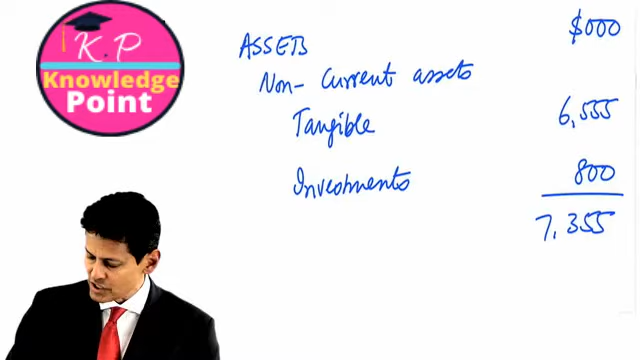 K.P
Knowledge
Point
$000
ASSETS
Non-Current assets
Tangible 6,555
Investments 800
7,355